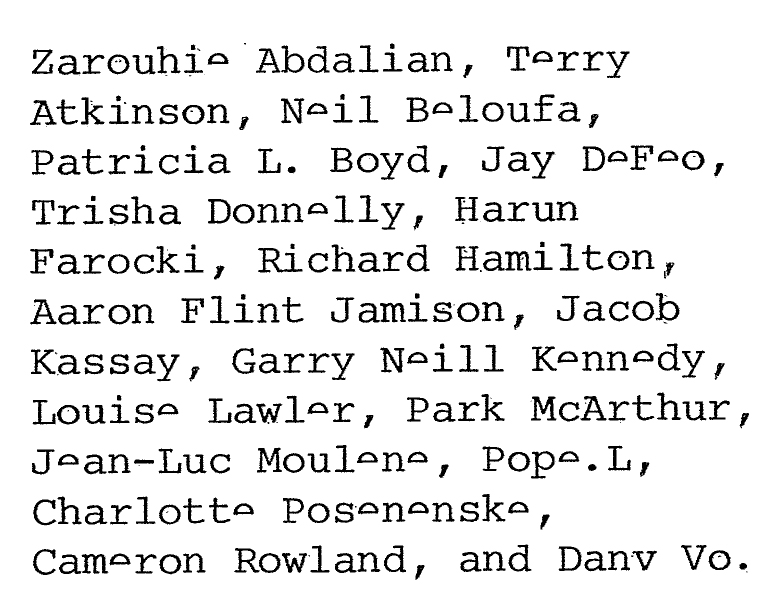 Zarouhie Abdalian, Terry
Atkinson, Neil Beloufa,
Patricia L. Boyd, Jay DeFeo,
Trisha Donnelly, Harun
Farocki, Richard Hamilton,
Aaron Flint Jamison, Jacob
Kassay, Garry Neill Kennedy,
Louise Lawler, Park McArthur,
Jean-Luc Moulene, Pope.L,
Charlotte Posenenske,
Cameron Rowland, and Danv Vo.